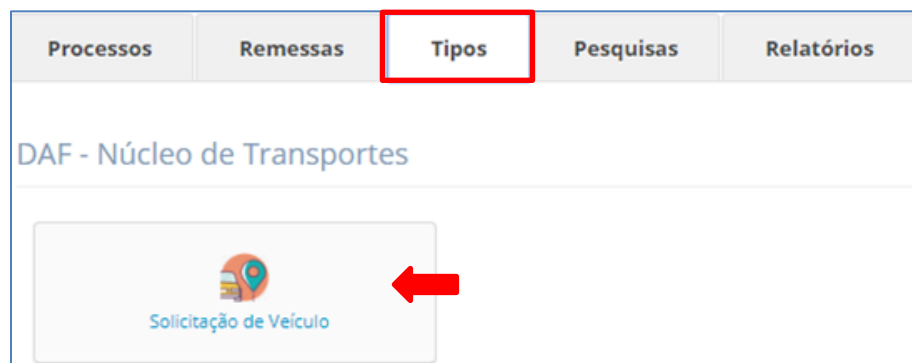 Processos Remessas Tipos Pesquisas Relatórios
DAF - Núcleo de Transportes
Solicitação de Veículo